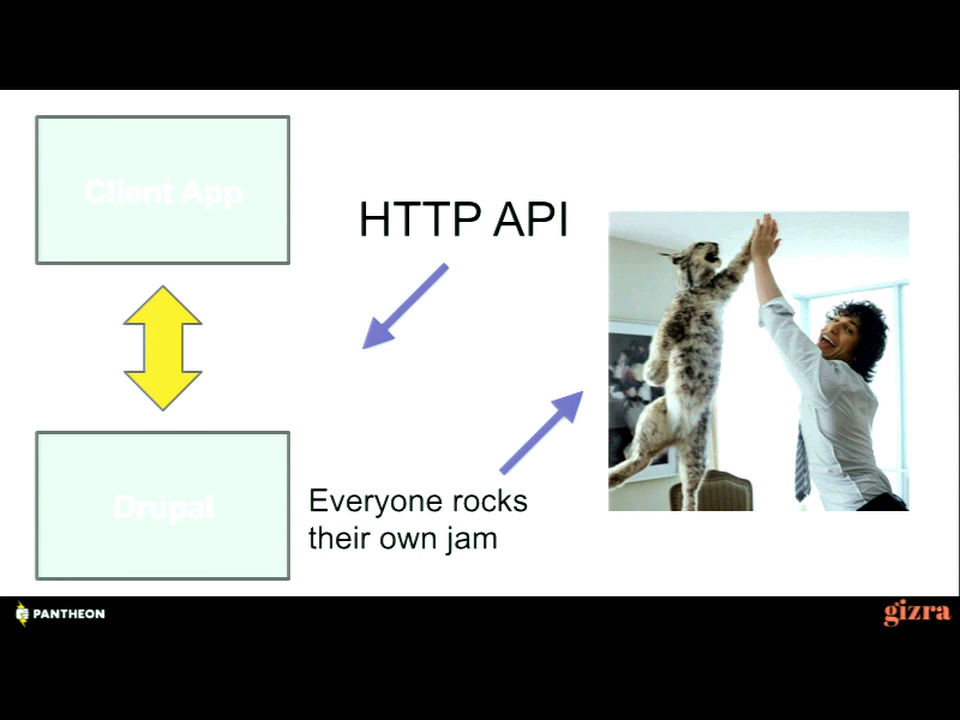 Client App
HTTP API
Drupal
Everyone rocks
their own jam
PANTHEON
gizra